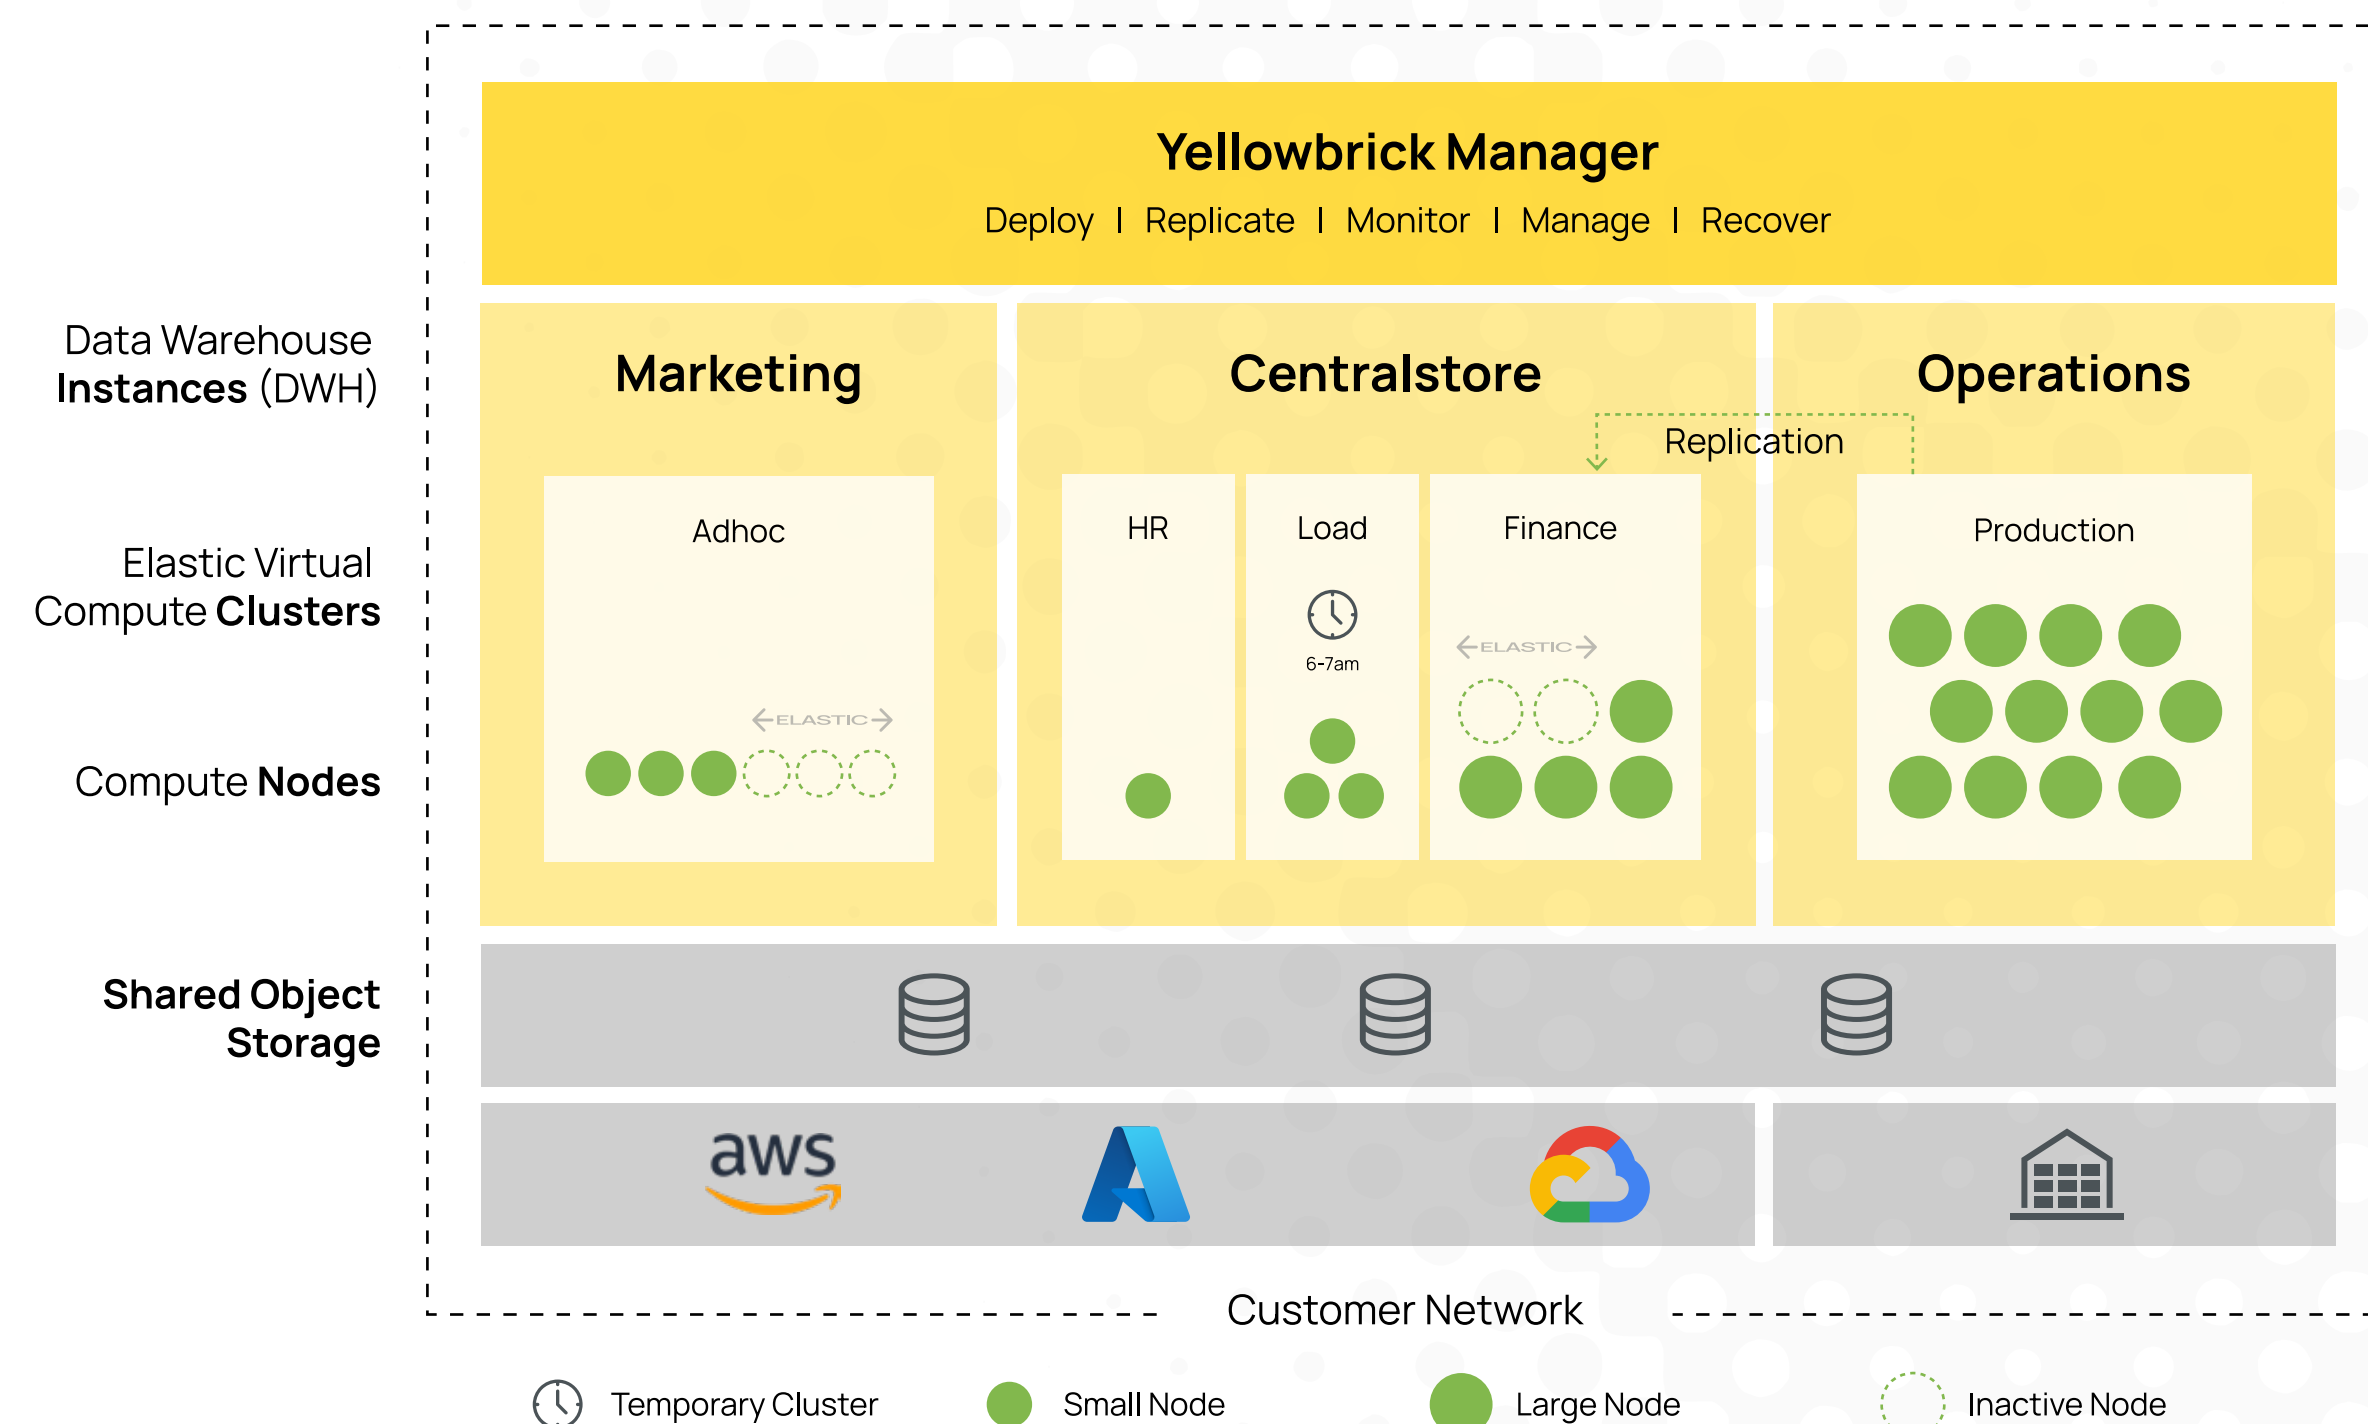 Yellowbrick Manager
Deploy | Replicate | Monitor | Manage | Recover
Data Warehouse
Instances (DWH)
Marketing
Centralstore
Operations
Replication
Adhoc
HR
Load
Finance
Production
Elastic Virtual
Compute Clusters
6-7am
ELASTIC
ELASTIC
Compute Nodes
Shared Object
Storage
aws
Customer Network
Temporary Cluster
Small Node
Large Node
Inactive Node